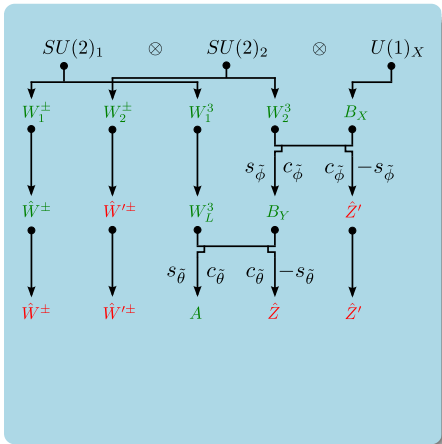 SU(2)₁ ⊗ SU(2)₂ ⊗ U(1)_X
W₁^± W₂^± W₁³ W₂³ B_X
s_φ̃ c_φ̃ c_φ̃ −s_φ̃
Ŵ^± Ŵ′^± W_L³ B_Y Ẑ′
s_θ̃ c_θ̃ c_θ̃ −s_θ̃
Ŵ^± Ŵ′^± A Ẑ Ẑ′